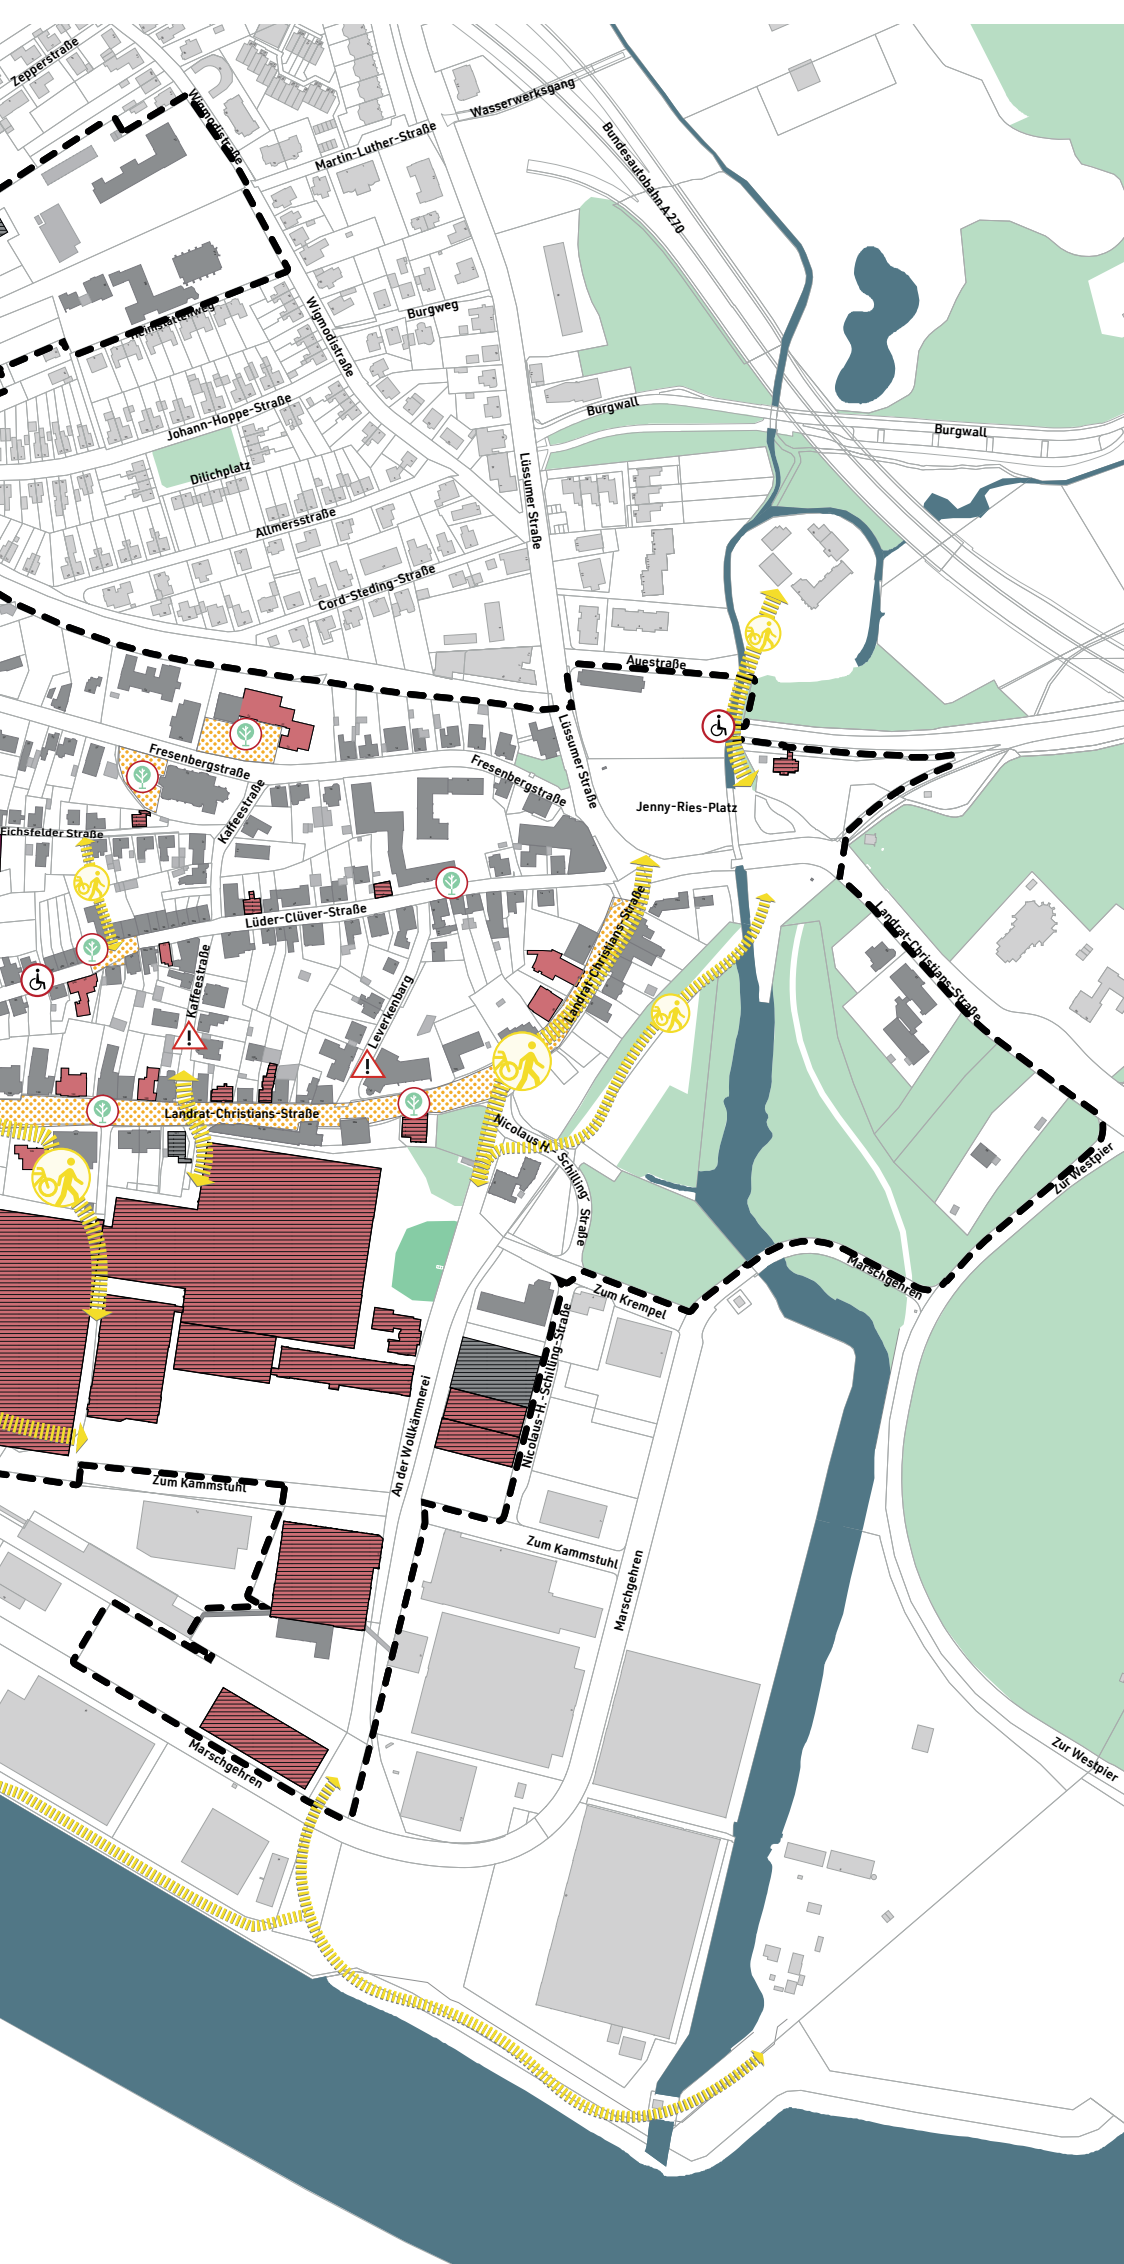 Zepperstraße
Wigmodistraße
Wasserwerksgang
Martin-Luther-Straße
Bundesautobahn A 270
Heimstättenweg
Wigmodistraße
Burgweg
Johann-Hoppe-Straße
Burgwall
Burgwall
Dilichplatz
Lüssumer Straße
Allmersstraße
Cord-Steding-Straße
Auestraße
Lüssumer Straße
Fresenbergstraße
Fresenbergstraße
Kaffeestraße
Jenny-Ries-Platz
Eichsfelder Straße
Lüder-Clüver-Straße
Landrat-Christians-Straße
Landrat-Christians-Straße
Kaffeestraße
Leverkenbarg
!
!
Landrat-Christians-Straße
Nicolaus H.-
Schilling-
Straße
Zur Westpier
Marschgehren
Zum Krempel
Nicolaus-H.-Schilling-Straße
An der Wollkämmerei
Zum Kammstuhl
Zum Kammstuhl
Marschgehren
Marschgehren
Zur Westpier